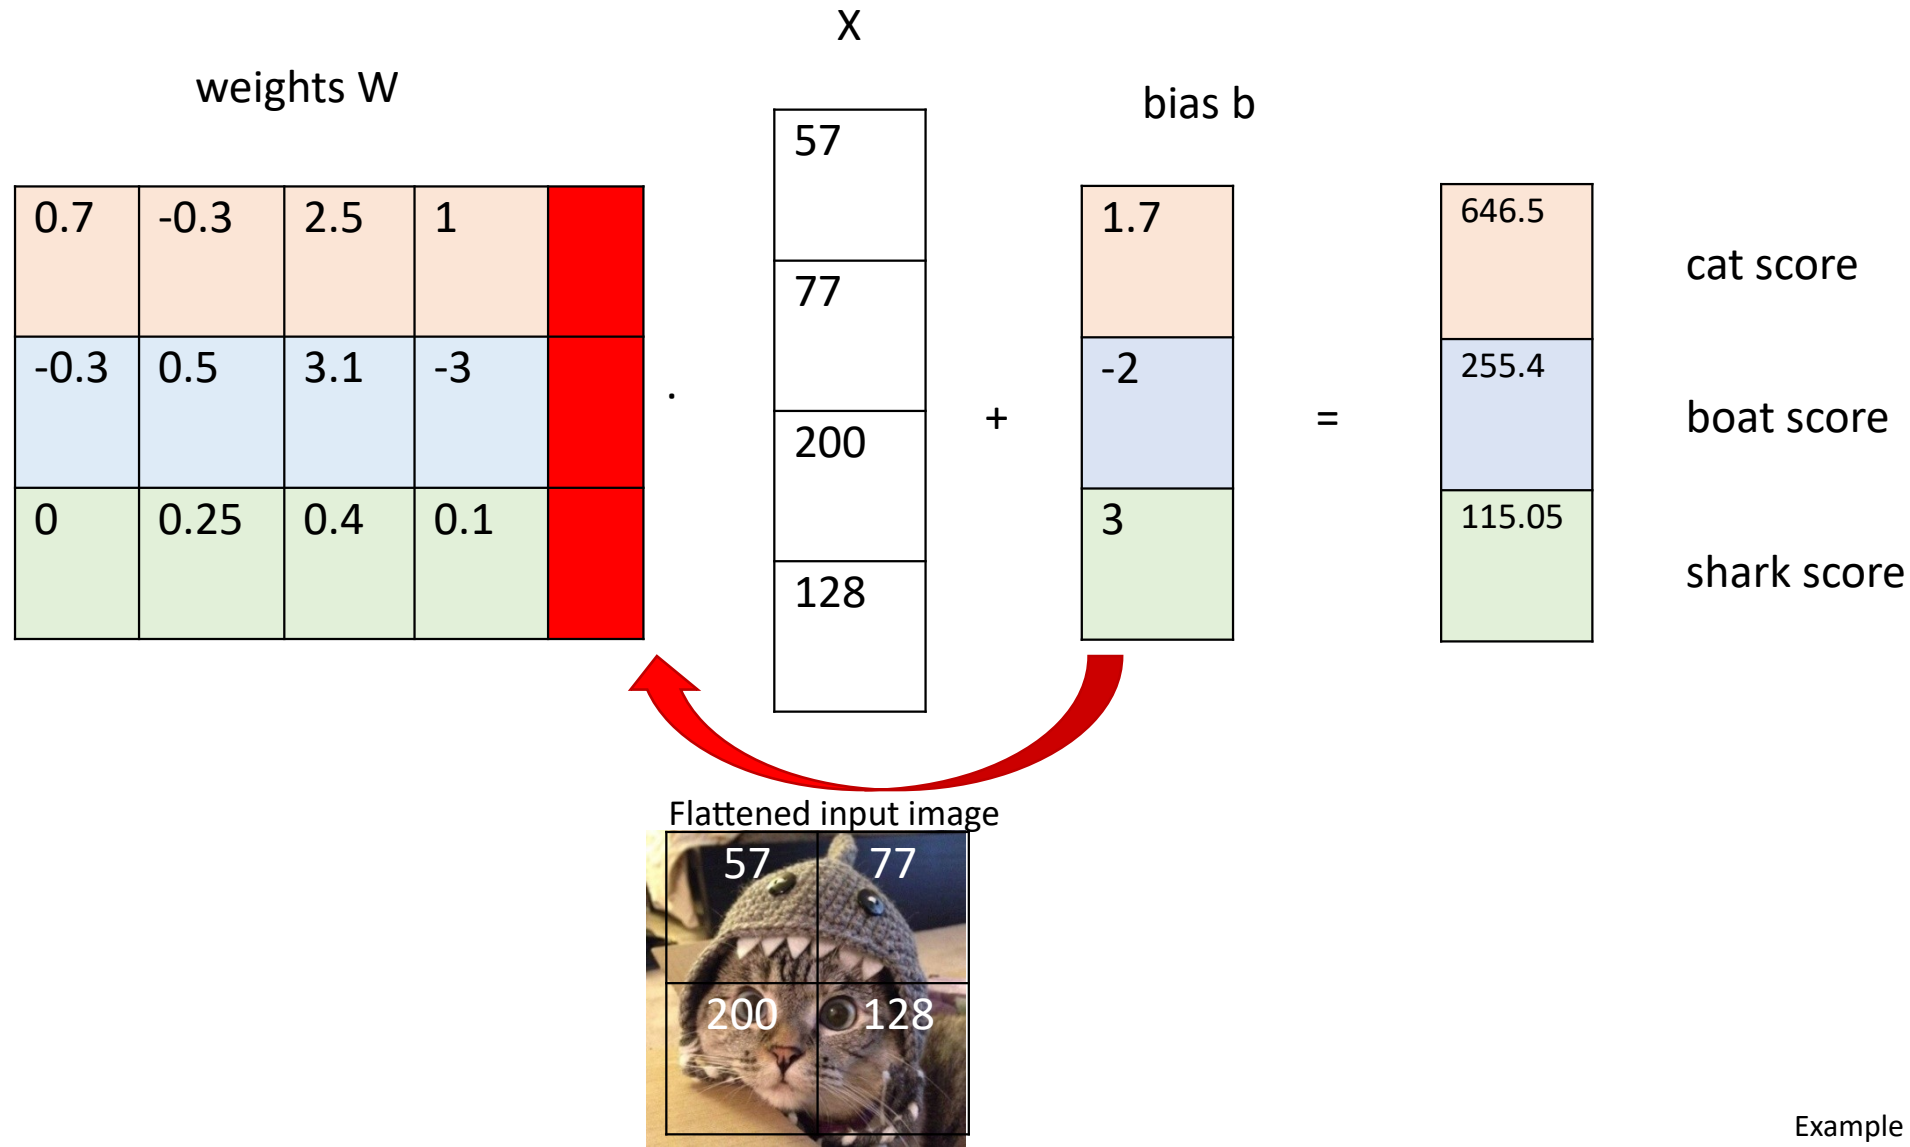 X
weights W
bias b
57
0.7 -0.3 2.5 1
1.7
646.5
cat score
77
-0.3 0.5 3.1 -3
.
-2
255.4
+
=
boat score
200
0 0.25 0.4 0.1
3
115.05
shark score
128
Flattened input image
57 77
200 128
Example